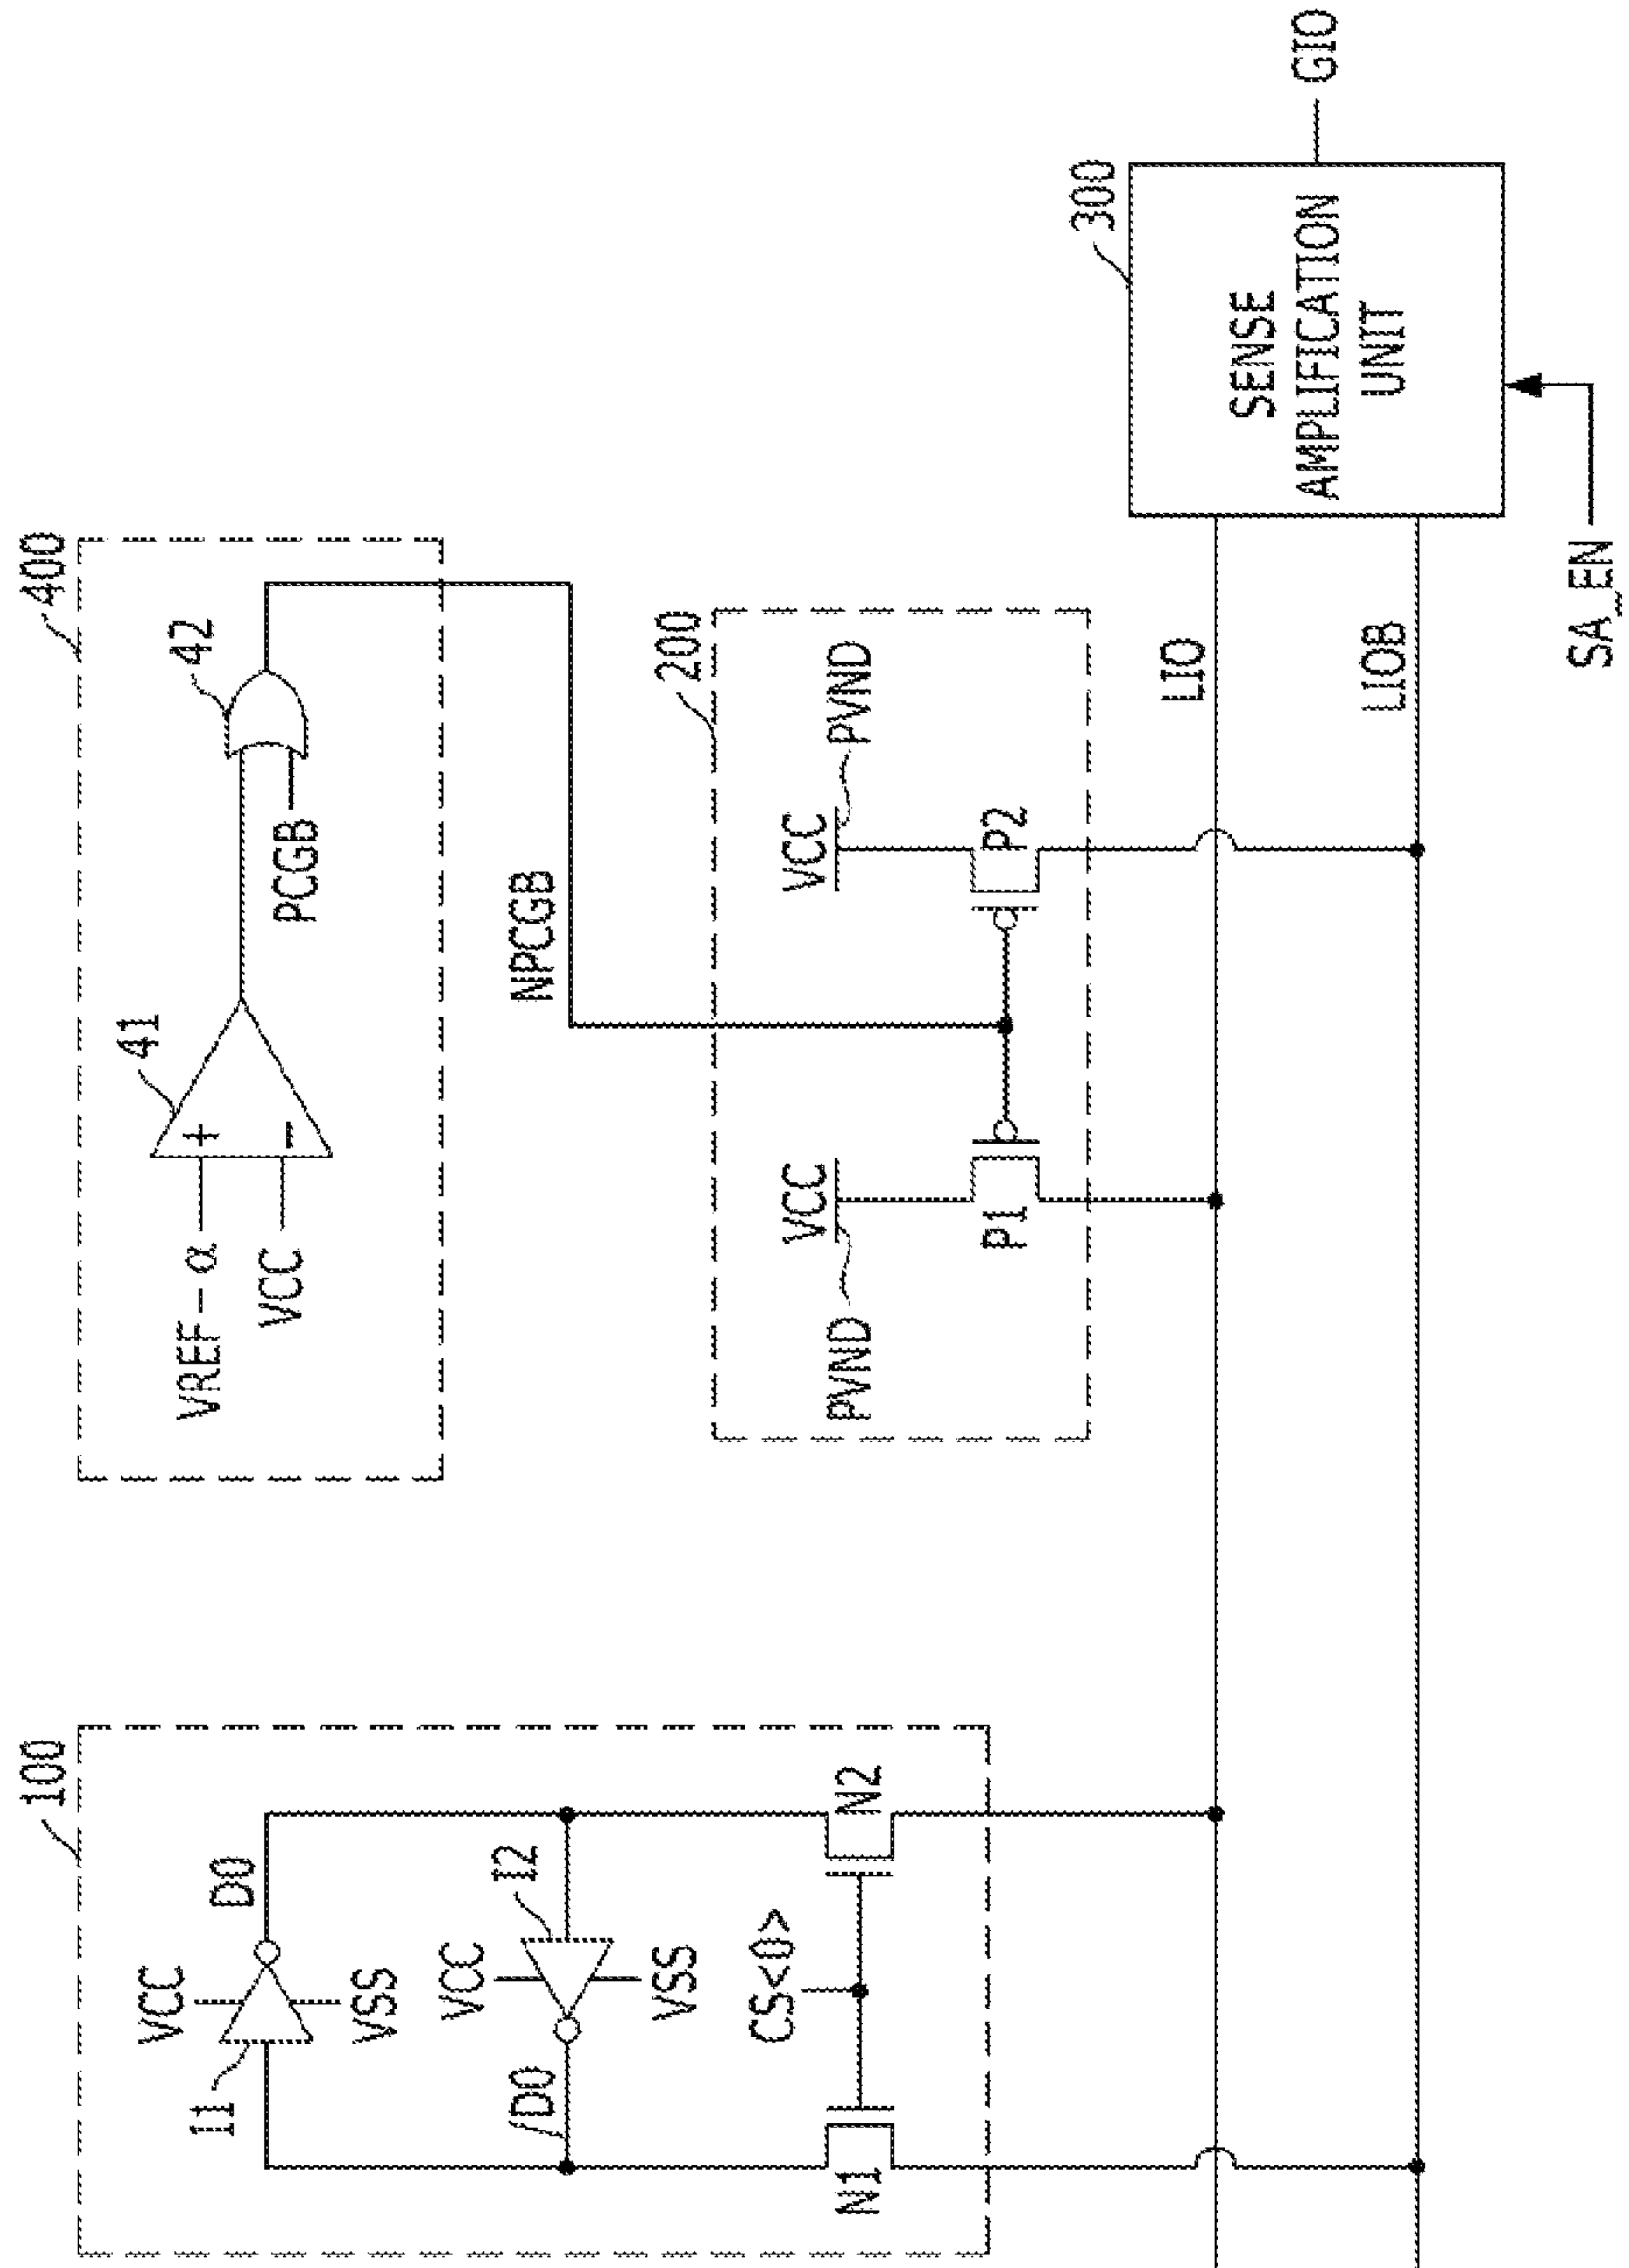 100
VCC
D0
I1
VSS
VCC
I2
/D0
VSS
CS<0>
N1
N2
400
41
42
VREF-α
+
VCC
-
PCGB
NPCGB
200
VCC
VCC
PVND
PVND
P1
P2
LIO
LIOB
300
SENSE
AMPLIFICATION
UNIT
GIO
SA_EN